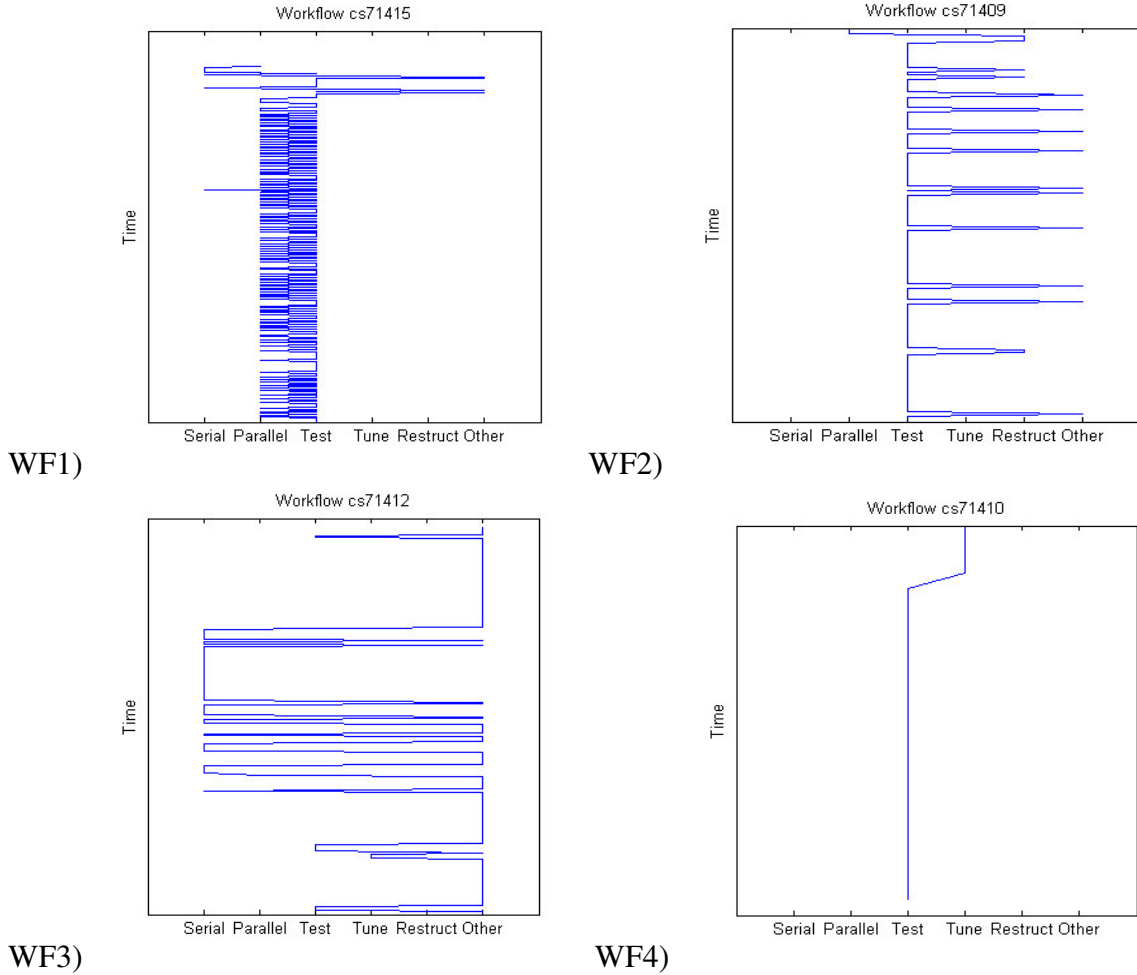 Workflow cs71415
Time
Serial Parallel Test Tune Restruct Other
WF1)
Workflow cs71409
Time
Serial Parallel Test Tune Restruct Other
WF2)
Workflow cs71412
Time
Serial Parallel Test Tune Restruct Other
WF3)
Workflow cs71410
Time
Serial Parallel Test Tune Restruct Other
WF4)